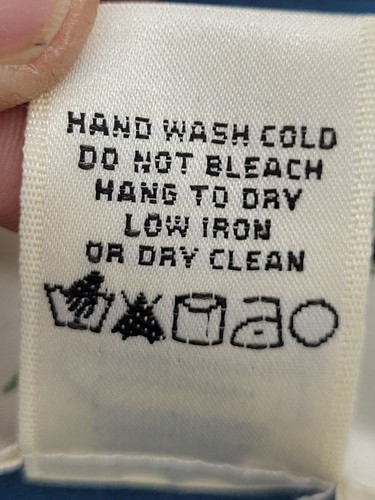 HAND WASH COLD
DO NOT BLEACH
HANG TO DRY
LOW IRON
OR DRY CLEAN